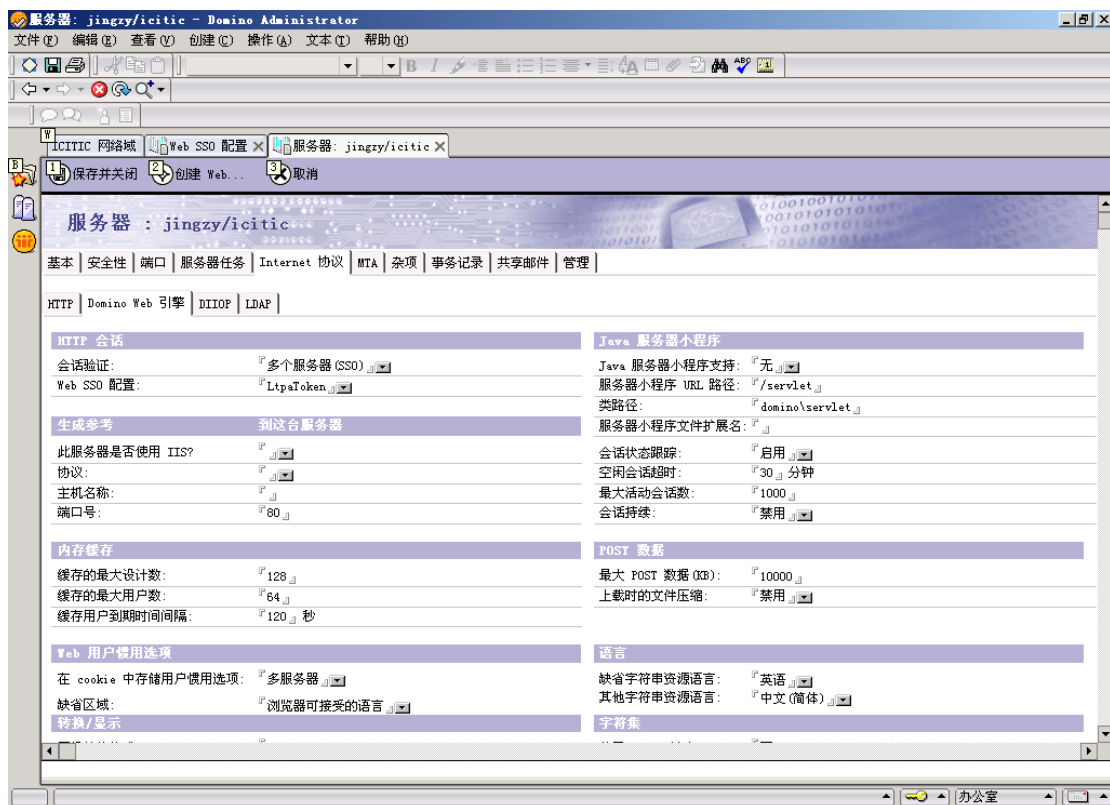 服务器: jingzy/icitic - Domino Administrator
文件(F) 编辑(E) 查看(V) 创建(C) 操作(A) 文本(T) 帮助(H)
W
ICITIC 网络域 Web SSO 配置 服务器: jingzy/icitic
B
1 保存并关闭 2 创建 Web... 3 取消
服务器 : jingzy/icitic
基本 安全性 端口 服务器任务 Internet 协议 MTA 杂项 事务记录 共享邮件 管理
HTTP Domino Web 引擎 DIIOP LDAP
HTTP 会话
会话验证: 多个服务器(SSO)
Web SSO 配置: LtpaToken
生成参考 到这台服务器
此服务器是否使用 IIS?
协议:
主机名称:
端口号: 80
内存缓存
缓存的最大设计数: 128
缓存的最大用户数: 64
缓存用户到期时间间隔: 120 秒
Web 用户惯用选项
在 cookie 中存储用户惯用选项: 多服务器
缺省区域: 浏览器可接受的语言
转换/显示
Java 服务器小程序
Java 服务器小程序支持: 无
服务器小程序 URL 路径: /servlet
类路径: domino\servlet
服务器小程序文件扩展名:
会话状态跟踪: 启用
空闲会话超时: 30 分钟
最大活动会话数: 1000
会话持续: 禁用
POST 数据
最大 POST 数据(KB): 10000
上载时的文件压缩: 禁用
语言
缺省字符串资源语言: 英语
其他字符串资源语言: 中文(简体)
字符集
办公室